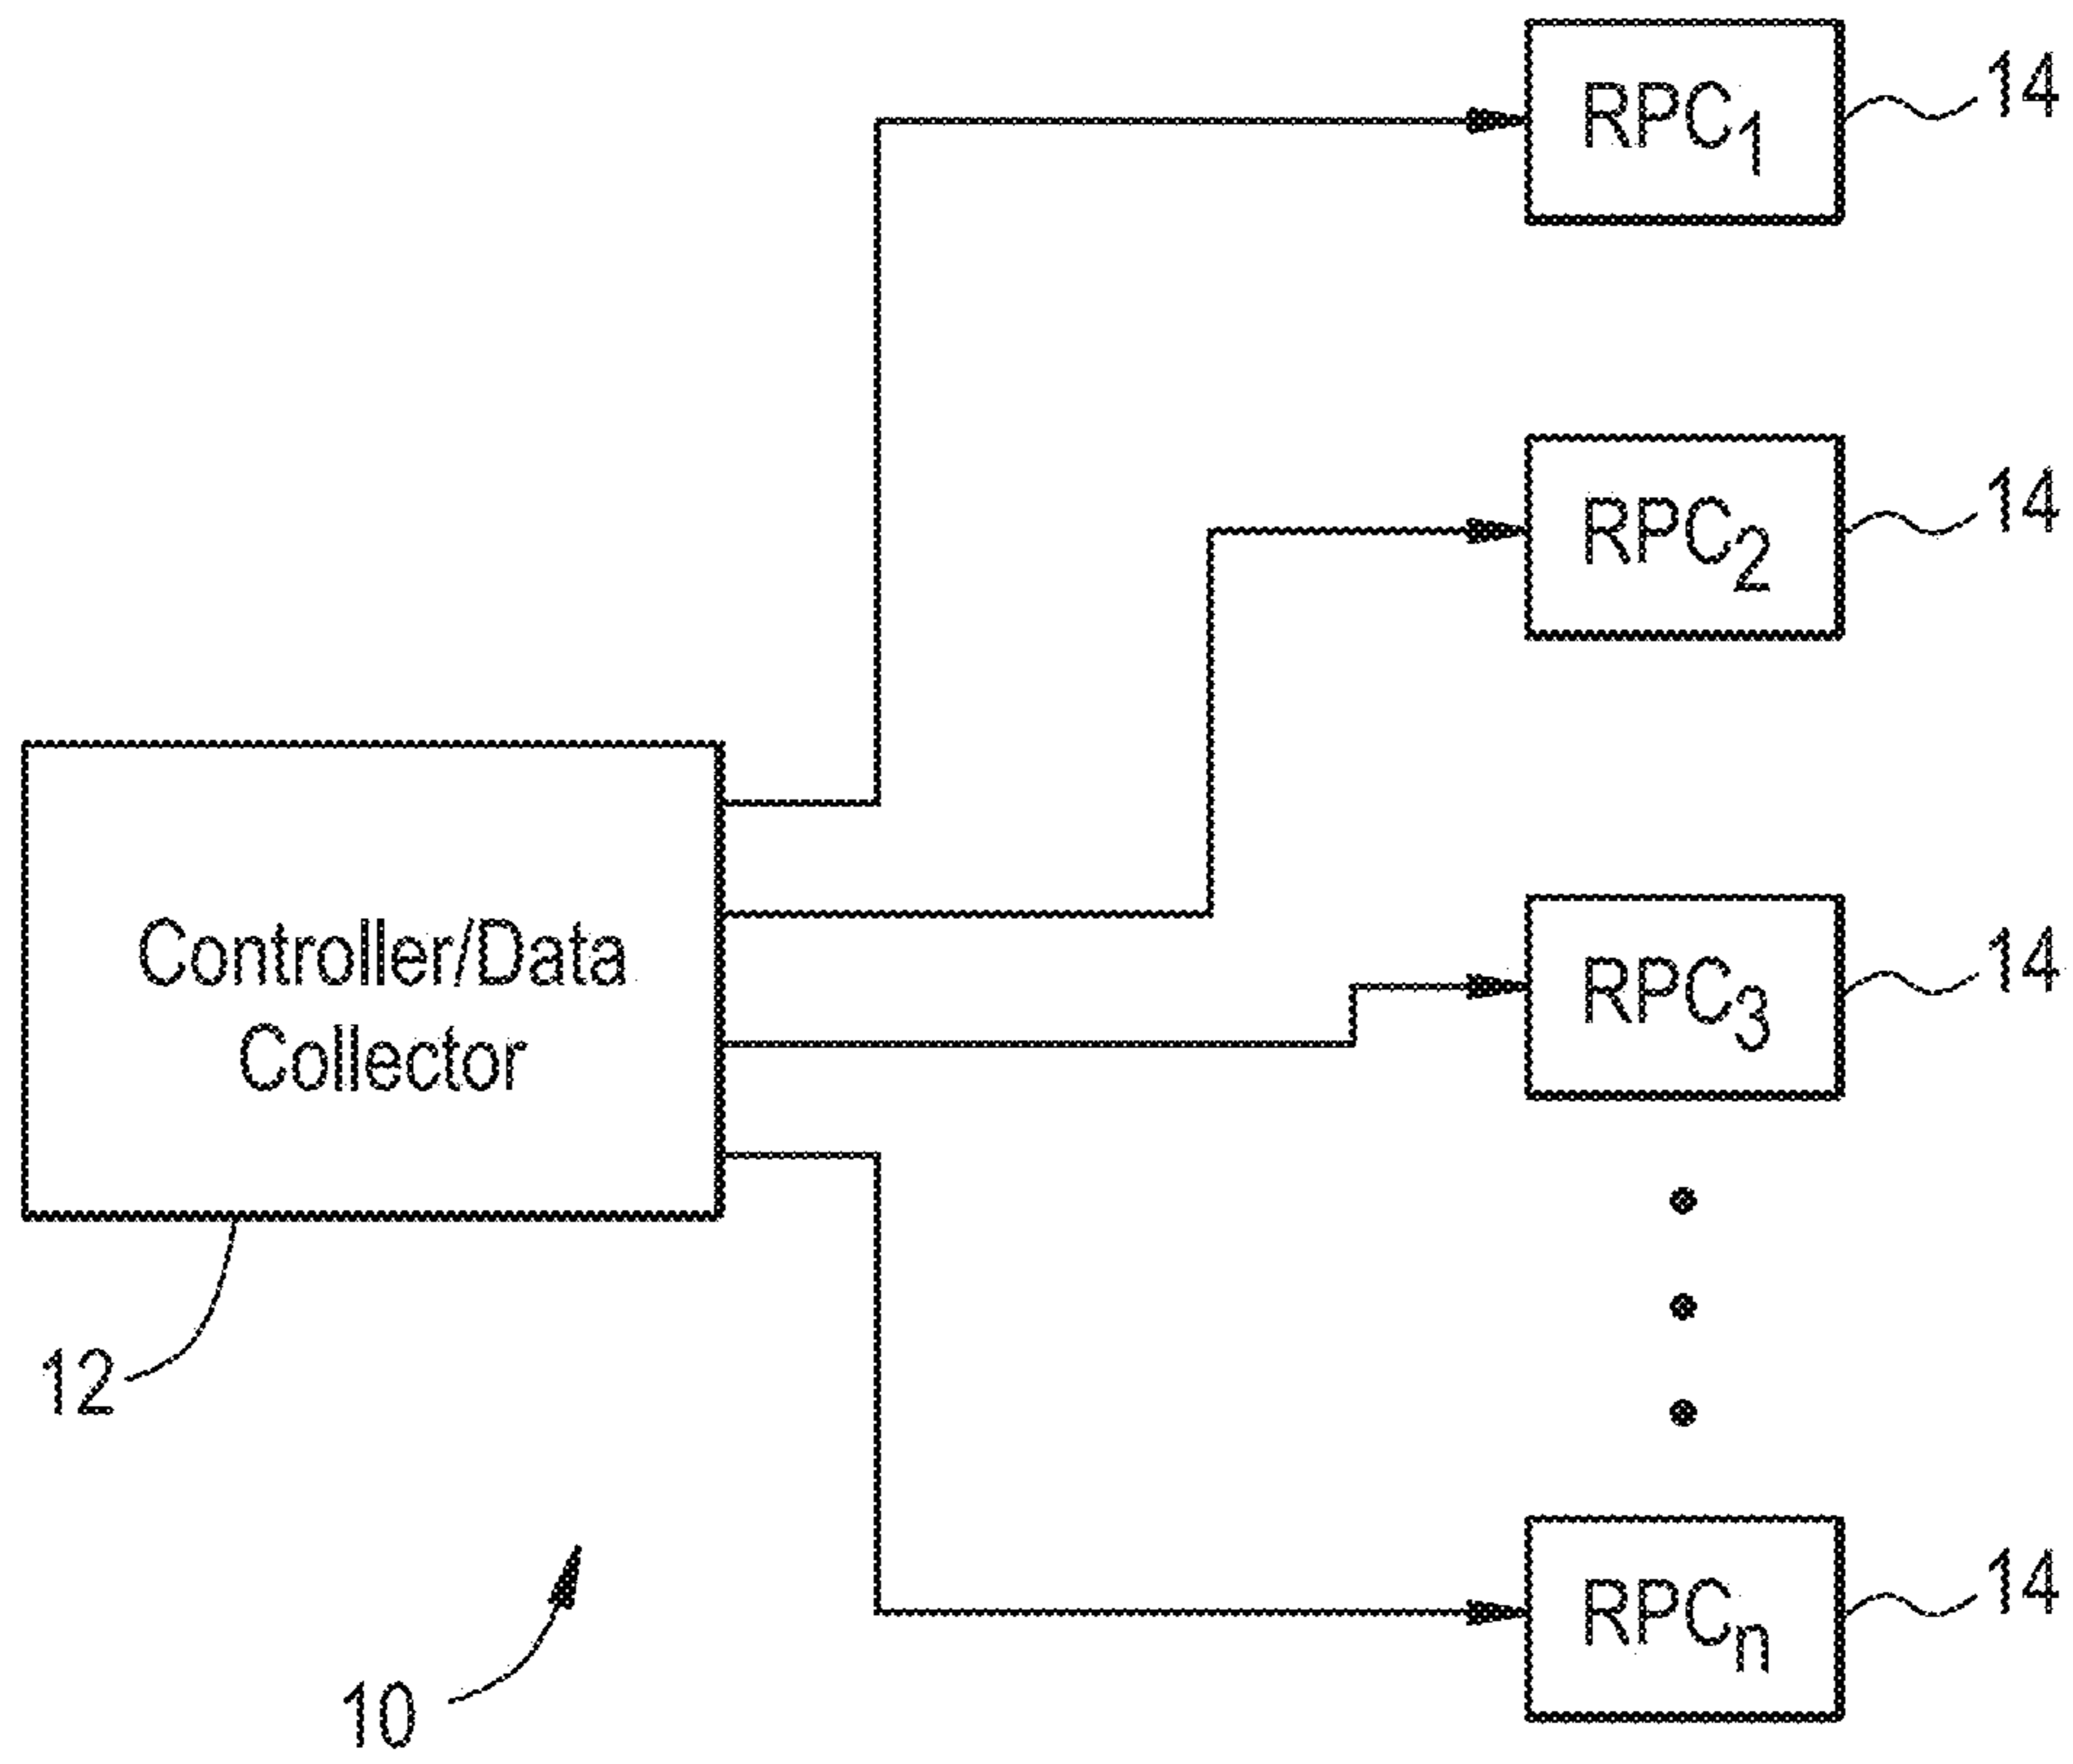 RPC1 14
RPC2 14
Controller/Data
Collector
RPC3 14
12
RPCn 14
10